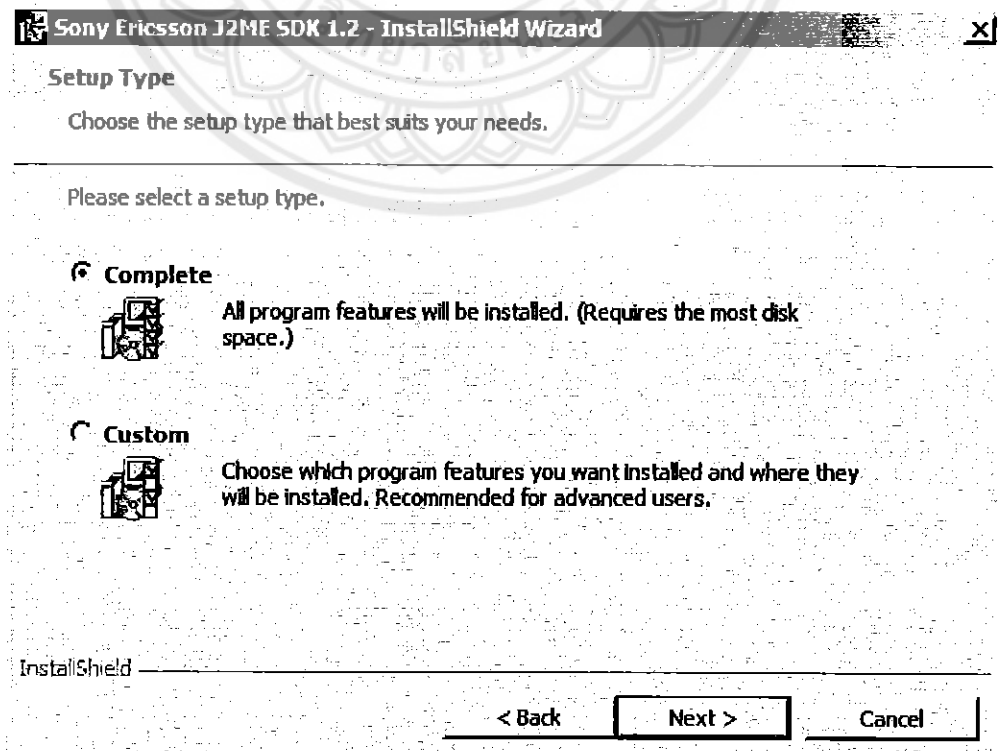 Sony Ericsson J2ME SDK 1.2 - InstallShield Wizard
Setup Type
Choose the setup type that best suits your needs.
Please select a setup type.
Complete
All program features will be installed. (Requires the most disk
space.)
Custom
Choose which program features you want installed and where they
will be installed. Recommended for advanced users.
InstallShield
< Back
Next >
Cancel